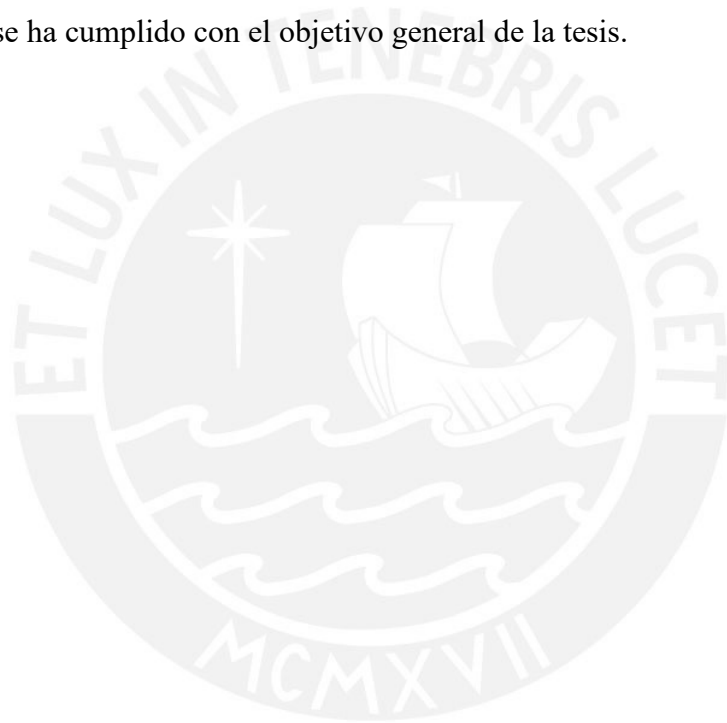 se ha cumplido con el objetivo general de la tesis.
ET LUX IN TENEBRIS LUCET
MCMXVII